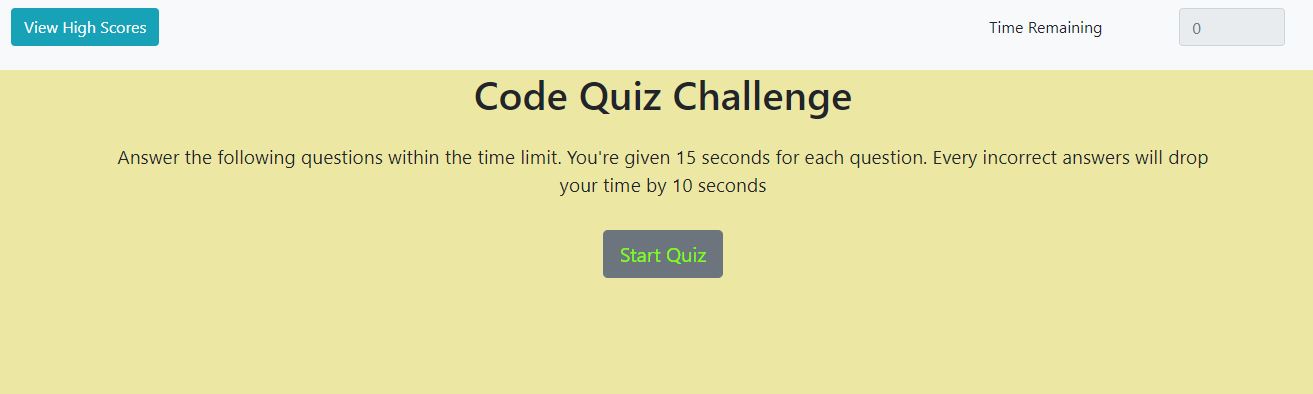 View High Scores
Time Remaining
0
Code Quiz Challenge
Answer the following questions within the time limit. You're given 15 seconds for each question. Every incorrect answers will drop
your time by 10 seconds
Start Quiz